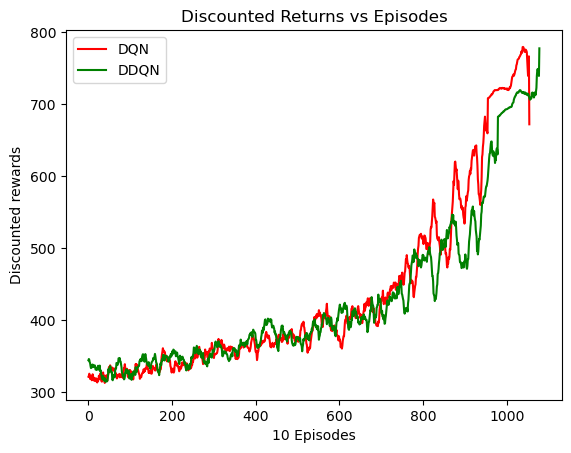 Discounted Returns vs Episodes
DQN
DDQN
Discounted rewards
800
700
600
500
400
300
0 200 400 600 800 1000
10 Episodes